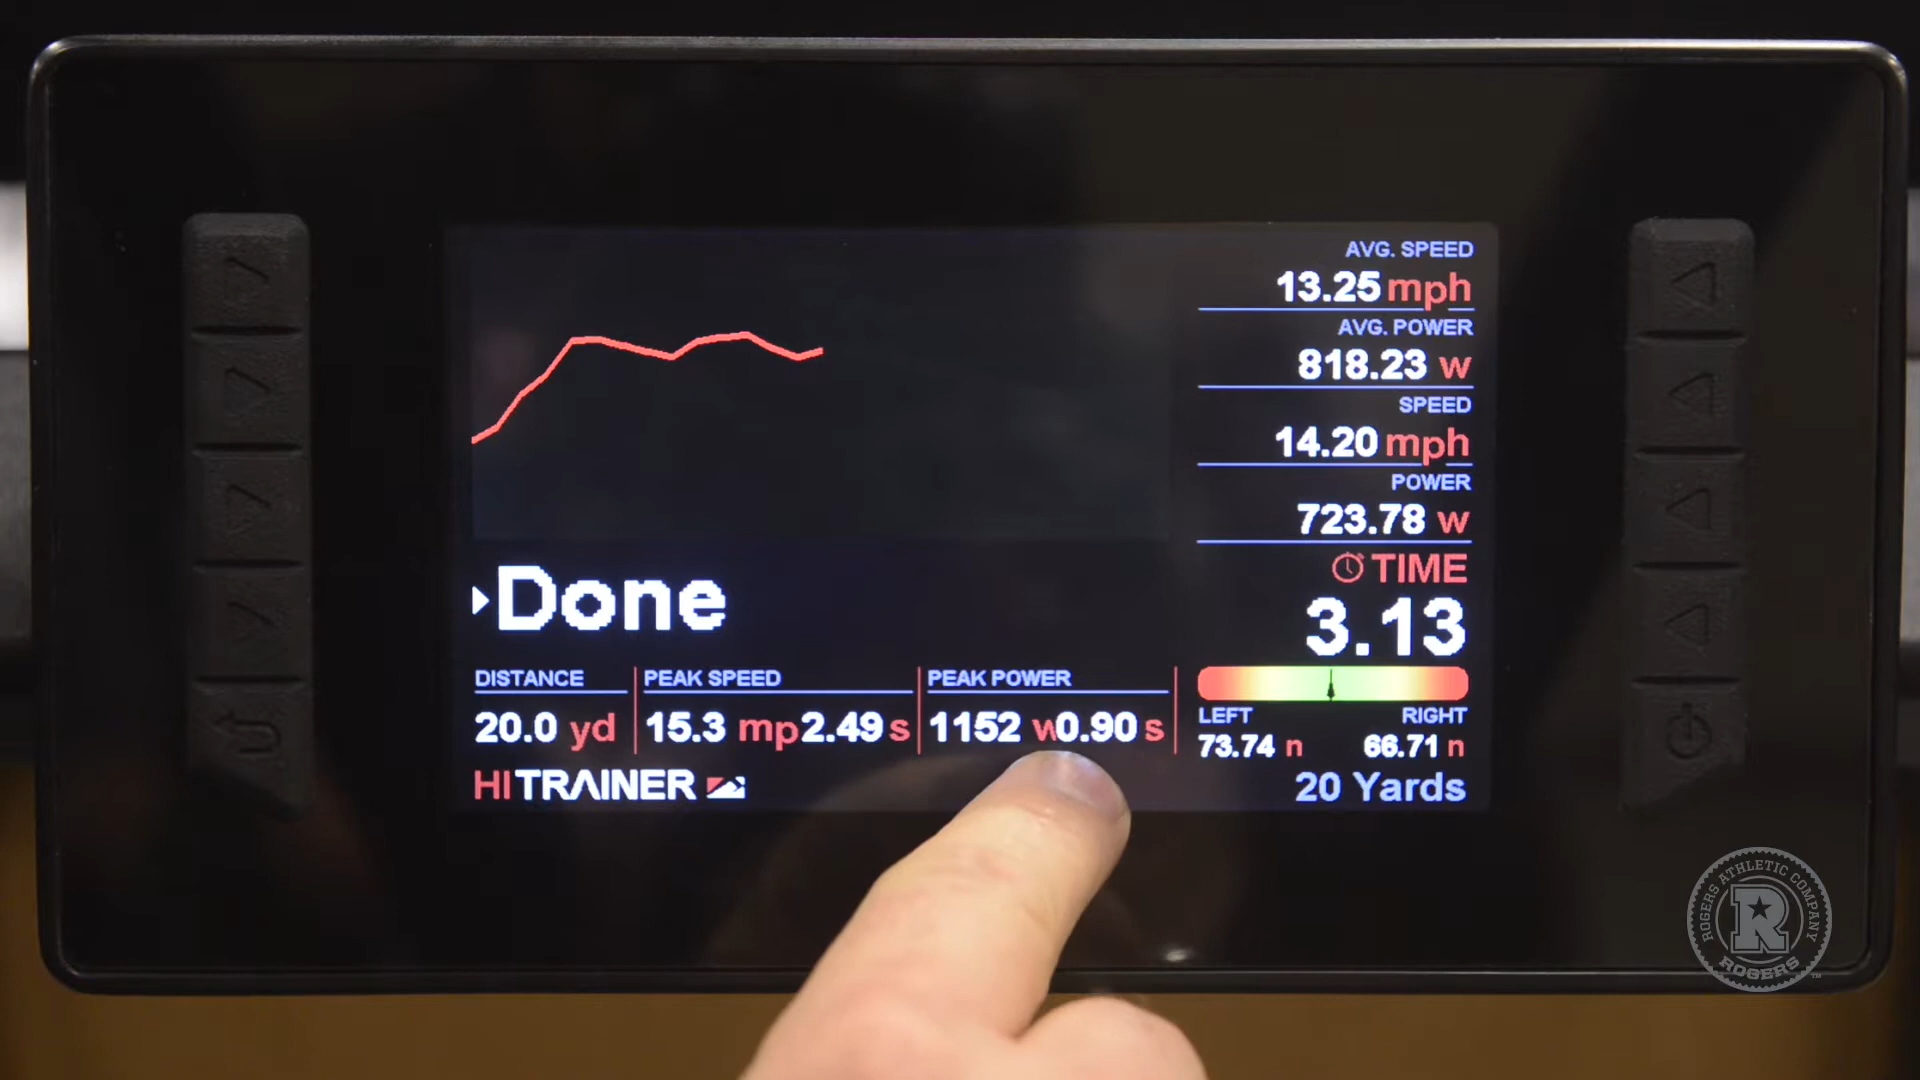 AVG. SPEED
13.25 mph
AVG. POWER
818.23 w
SPEED
14.20 mph
POWER
723.78 w
TIME
3.13
Done
DISTANCE
20.0 yd
PEAK SPEED
15.3 mp2.49 s
PEAK POWER
1152 w0.90 s
LEFT RIGHT
73.74 n 66.71 n
HITRAINER
20 Yards
ROGERS ATHLETIC COMPANY
R
ROGERS
TM